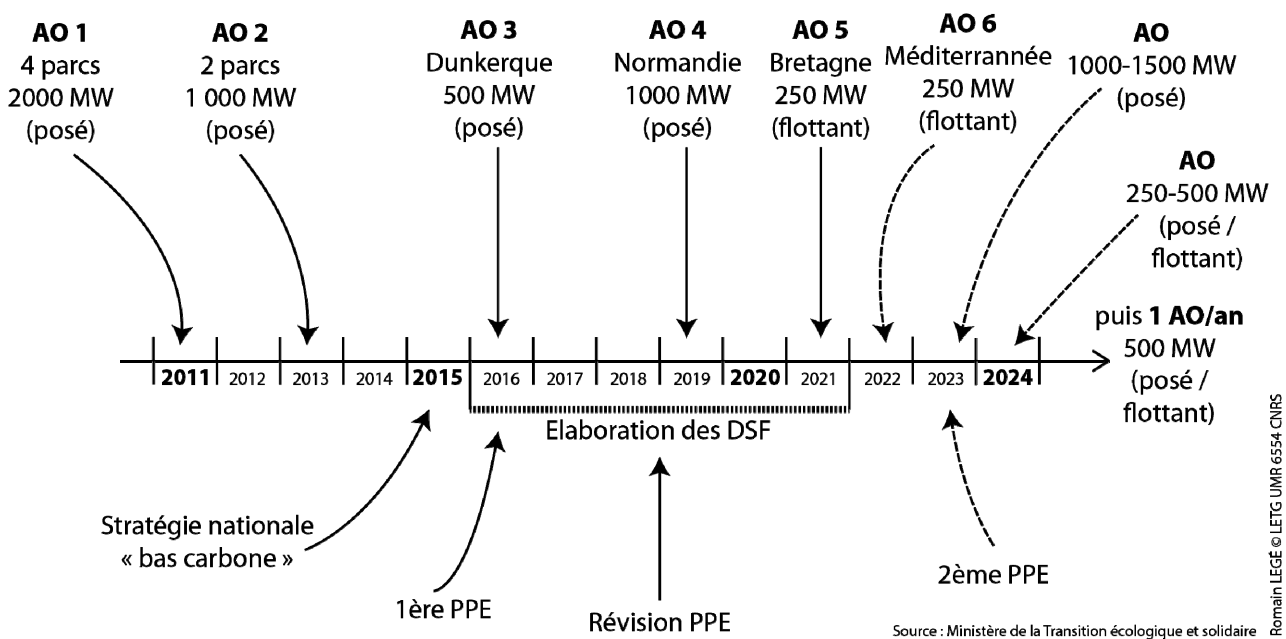 AO 1
4 parcs
2000 MW
(posé)
AO 2
2 parcs
1 000 MW
(posé)
AO 3
Dunkerque
500 MW
(posé)
AO 4
Normandie
1000 MW
(posé)
AO 5
Bretagne
250 MW
(flottant)
AO 6
Méditerrannée
250 MW
(flottant)
AO
1000-1500 MW
(posé)
AO
250-500 MW
(posé /
flottant)
puis 1 AO/an
500 MW
(posé /
flottant)
2011
2012
2013
2014
2015
2016
2017
2018
2019
2020
2021
2022
2023
2024
Elaboration des DSF
Stratégie nationale
« bas carbone »
1ère PPE
Révision PPE
2ème PPE
Source : Ministère de la Transition écologique et solidaire
Romain LEGÉ © LETG UMR 6554 CNRS